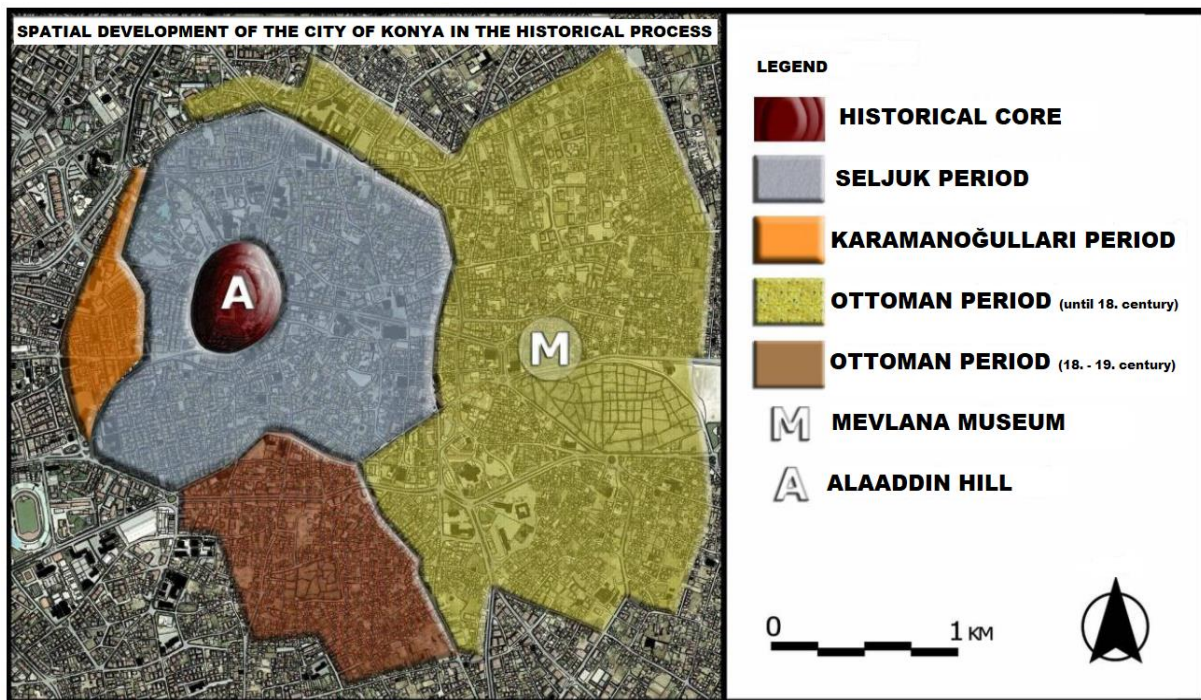 SPATIAL DEVELOPMENT OF THE CITY OF KONYA IN THE HISTORICAL PROCESS
A
M
LEGEND
HISTORICAL CORE
SELJUK PERIOD
KARAMANOĞULLARI PERIOD
OTTOMAN PERIOD (until 18. century)
OTTOMAN PERIOD (18. - 19. century)
M MEVLANA MUSEUM
A ALAADDIN HILL
0 1 KM